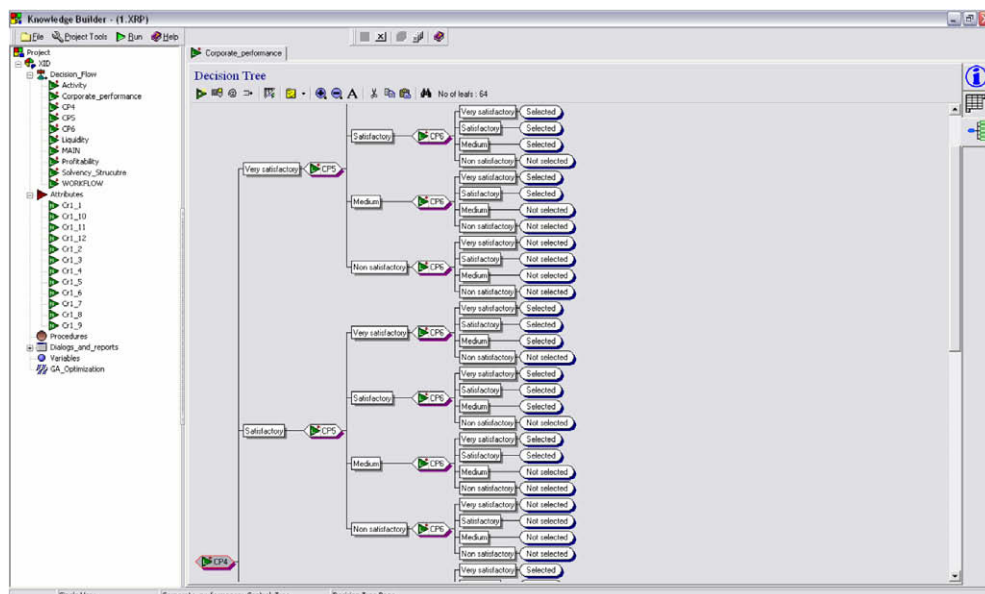 Knowledge Builder - (1.XRP)
File Project Tools Run Help
Project
XID
Decision_Flow
Activity
Corporate_performance
CP4
CP5
CP6
Liquidity
MAIN
Profitability
Solvency_Strucutre
WORKFLOW
Attributes
Cr1_1
Cr1_10
Cr1_11
Cr1_12
Cr1_2
Cr1_3
Cr1_4
Cr1_5
Cr1_6
Cr1_7
Cr1_8
Cr1_9
Procedures
Dialogs_and_reports
Variables
GA_Optimization
Corporate_performance
Decision Tree
A No of leafs : 64
Very satisfactory Selected
Satisfactory CP6 Satisfactory Selected
Medium Selected
Non satisfactory Not selected
Very satisfactory CP5
Very satisfactory Selected
Satisfactory Selected
Medium CP6 Medium Not selected
Non satisfactory Not selected
Very satisfactory Not selected
Satisfactory Not selected
Non satisfactory CP6 Medium Not selected
Non satisfactory Not selected
Very satisfactory Selected
Very satisfactory CP6 Satisfactory Selected
Medium Selected
Non satisfactory Not selected
Very satisfactory Selected
Satisfactory CP6 Satisfactory Selected
Medium Selected
Non satisfactory Not selected
Satisfactory CP5
Very satisfactory Selected
Satisfactory Selected
Medium CP6 Medium Not selected
Non satisfactory Not selected
Very satisfactory Not selected
Satisfactory Not selected
Non satisfactory CP6 Medium Not selected
Non satisfactory Not selected
CP4
Very satisfactory Selected